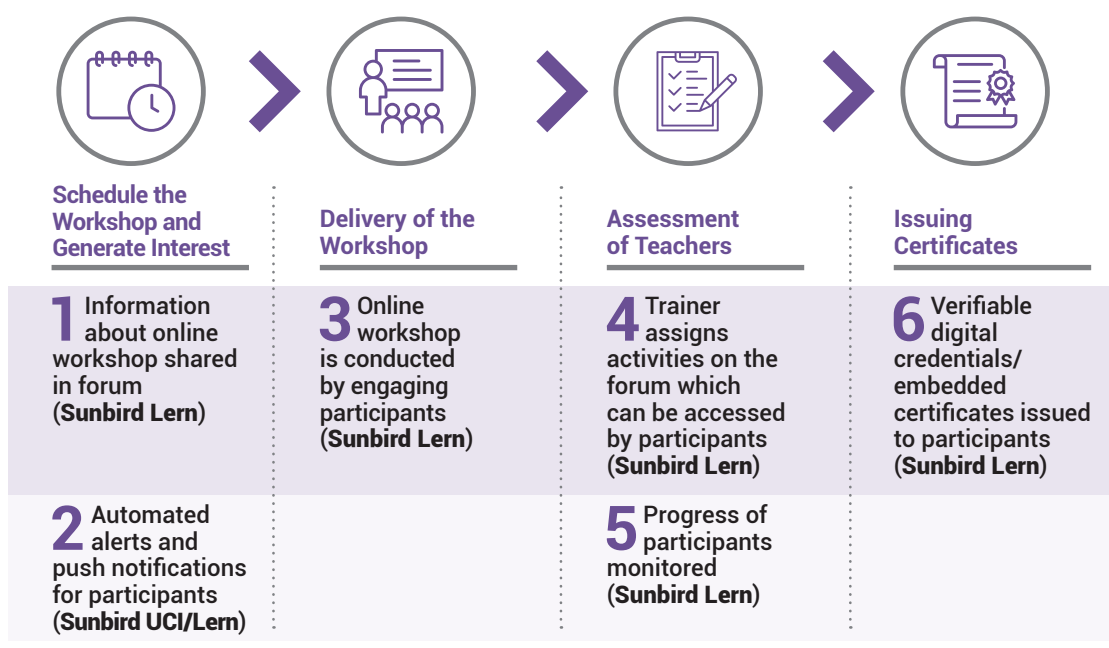 Schedule the
Workshop and
Generate Interest
1 Information
about online
workshop shared
in forum
(Sunbird Lern)
2 Automated
alerts and
push notifications
for participants
(Sunbird UCI/Lern)
Delivery of the
Workshop
3 Online
workshop
is conducted
by engaging
participants
(Sunbird Lern)
Assessment
of Teachers
4 Trainer
assigns
activities on the
forum which
can be accessed
by participants
(Sunbird Lern)
5 Progress of
participants
monitored
(Sunbird Lern)
Issuing
Certificates
6 Verifiable
digital
credentials/
embedded
certificates issued
to participants
(Sunbird Lern)